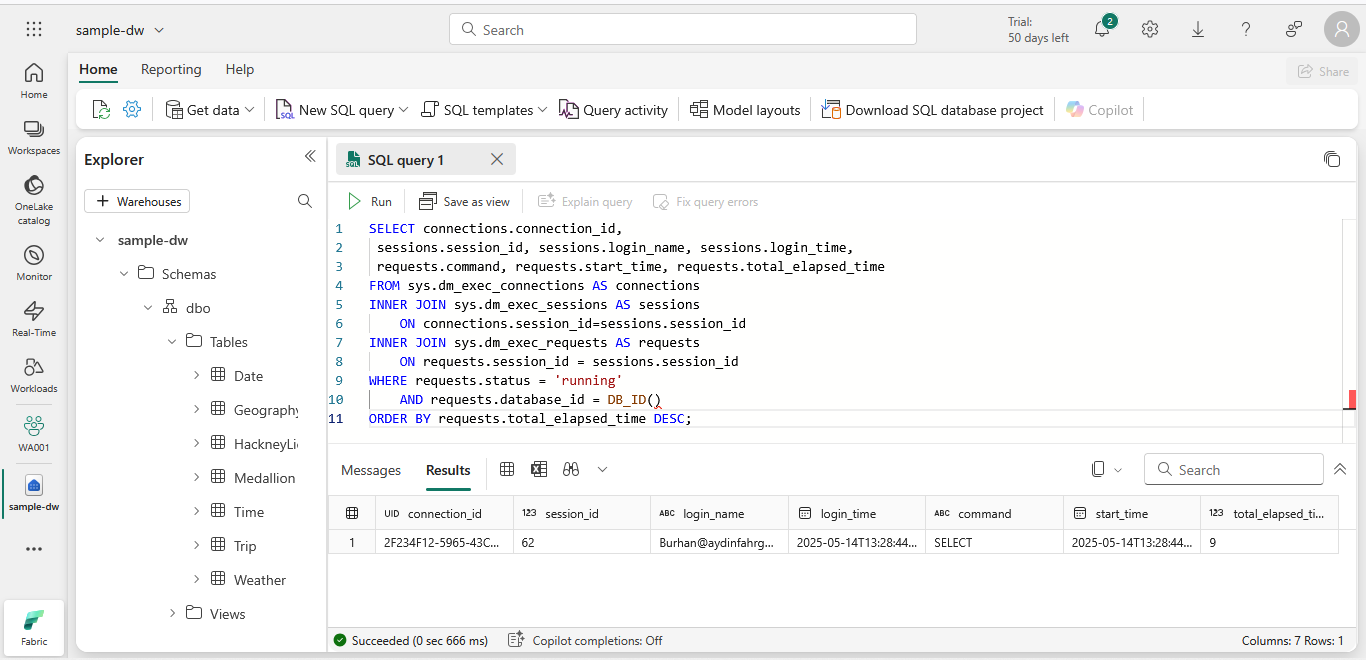 sample-dw
Search
Trial:
50 days left
2
Home
Workspaces
OneLake
catalog
Monitor
Real-Time
Workloads
WA001
sample-dw
Fabric
Home Reporting Help
Share
Get data
SQL
New SQL query
SQL templates
Query activity
Model layouts
Download SQL database project
Copilot
Explorer
Warehouses
sample-dw
Schemas
dbo
Tables
Date
Geography
HackneyLi
Medallion
Time
Trip
Weather
Views
SQL query 1
Run
Save as view
Explain query
Fix query errors
1 SELECT connections.connection_id,
2 sessions.session_id, sessions.login_name, sessions.login_time,
3 requests.command, requests.start_time, requests.total_elapsed_time
4 FROM sys.dm_exec_connections AS connections
5 INNER JOIN sys.dm_exec_sessions AS sessions
6 ON connections.session_id=sessions.session_id
7 INNER JOIN sys.dm_exec_requests AS requests
8 ON requests.session_id = sessions.session_id
9 WHERE requests.status = 'running'
10 AND requests.database_id = DB_ID()
11 ORDER BY requests.total_elapsed_time DESC;
Messages Results
Search
UID connection_id 123 session_id ABC login_name login_time ABC command start_time 123 total_elapsed_ti...
1 2F234F12-5965-43C... 62 Burhan@aydinfahrg... 2025-05-14T13:28:44... SELECT 2025-05-14T13:28:44... 9
Succeeded (0 sec 666 ms)
Copilot completions: Off
Columns: 7 Rows: 1